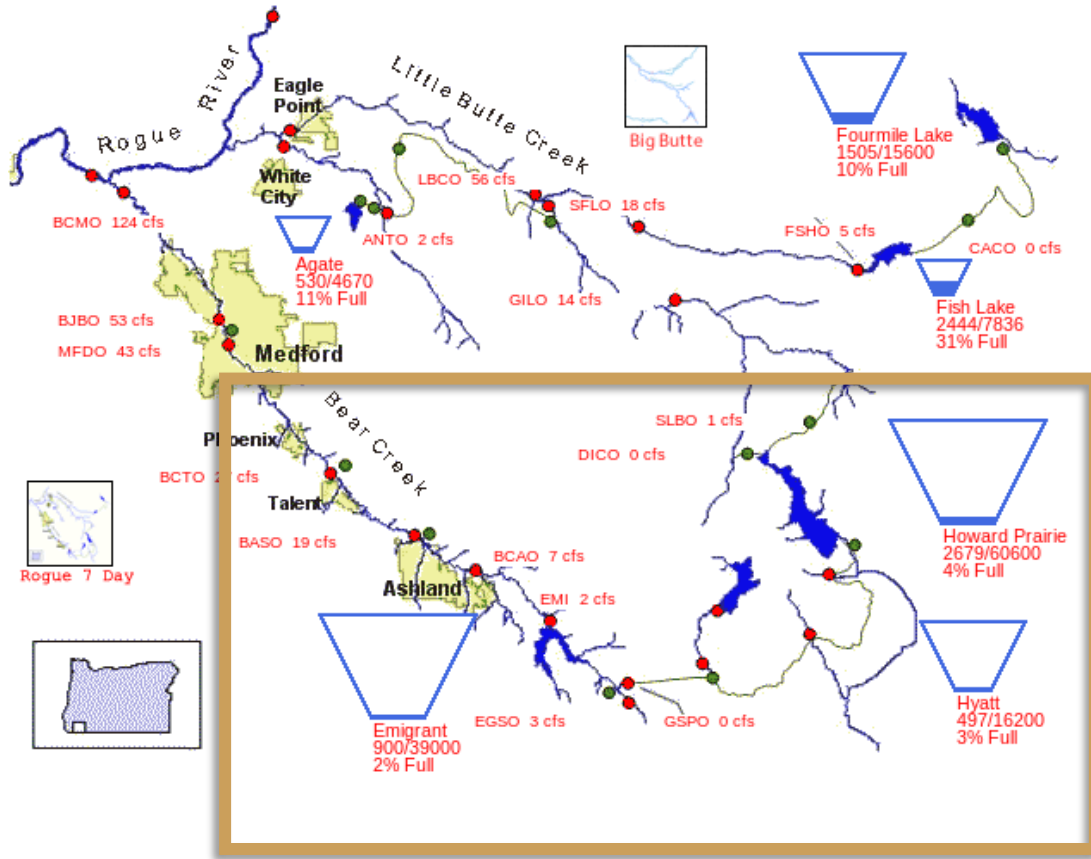 Rogue River
Eagle
Point
Little Butte Creek
Big Butte
Fourmile Lake
1505/15600
10% Full
White
City
LBCO 56 cfs
SFLO 18 cfs
BCMO 124 cfs
ANTO 2 cfs
FSHO 5 cfs
CACO 0 cfs
Agate
530/4670
11% Full
GILO 14 cfs
Fish Lake
2444/7836
31% Full
BJBO 53 cfs
MFDO 43 cfs
Medford
Bear Creek
SLBO 1 cfs
Phoenix
DICO 0 cfs
BCTO cfs
Talent
Howard Prairie
2679/60600
4% Full
Rogue 7 Day
BASO 19 cfs
BCAO 7 cfs
Ashland
EMI 2 cfs
EGSO 3 cfs
GSPO 0 cfs
Emigrant
900/39000
2% Full
Hyatt
497/16200
3% Full